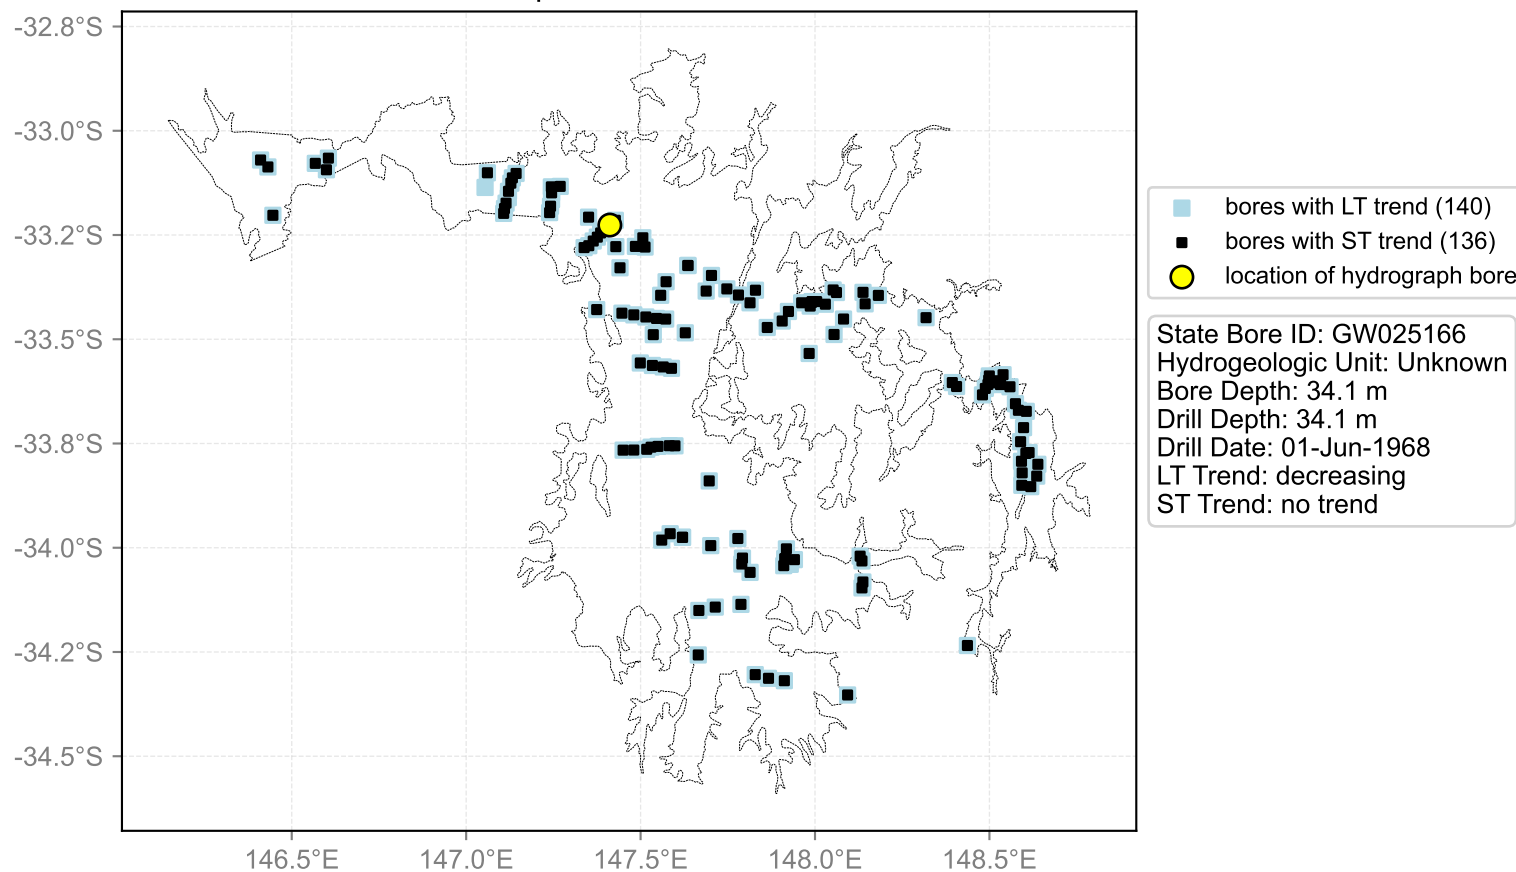 -32.8°S
-33.0°S
-33.2°S
-33.5°S
-33.8°S
-34.0°S
-34.2°S
-34.5°S
146.5°E
147.0°E
147.5°E
148.0°E
148.5°E
bores with LT trend (140)
bores with ST trend (136)
location of hydrograph bore
State Bore ID: GW025166
Hydrogeologic Unit: Unknown
Bore Depth: 34.1 m
Drill Depth: 34.1 m
Drill Date: 01-Jun-1968
LT Trend: decreasing
ST Trend: no trend